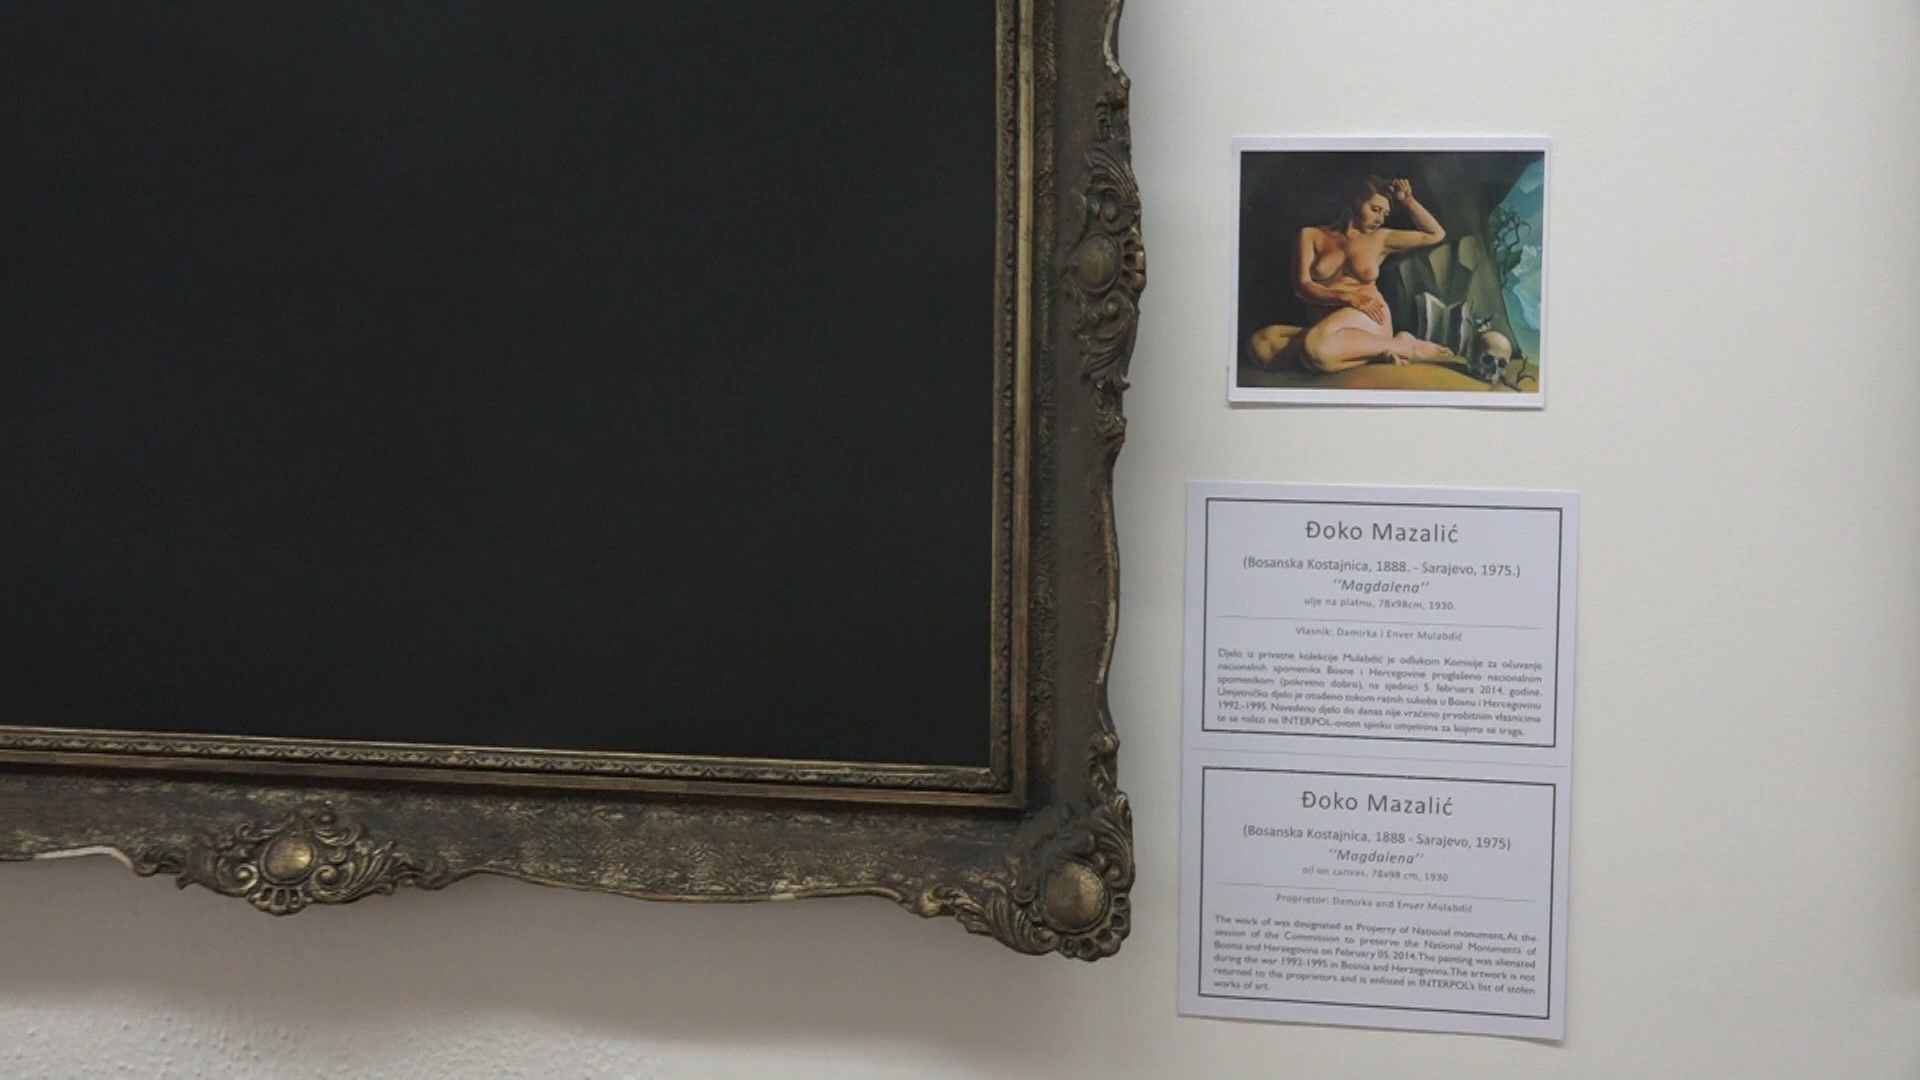 Đoko Mazalić
(Bosanska Kostajnica, 1888. - Sarajevo, 1975.)
‘‘Magdalena‘‘
ulje na platnu, 78x98cm, 1930.
Vlasnik: Damirka i Enver Mulabdić
Djelo iz privatne kolekcije Mulabdić je odlukom Komisije za očuvanje
nacionalnih spomenika Bosne i Hercegovine proglašeno nacionalnim
spomenikom (pokretno dobro), na sjednici 5. februara 2014. godine.
Umjetničko djelo je otuđeno tokom ratnih sukoba u Bosnu i Hercegovinu
1992.-1995. Navedeno djelo do danas nije vraćeno prvobitnim vlasnicima
te se nalazi na INTERPOL-ovom spisku umjetnina za kojima se traga.
Đoko Mazalić
(Bosanska Kostajnica, 1888 - Sarajevo, 1975)
‘‘Magdalena’’
oil on canvas, 78x98 cm, 1930
Proprietor: Damirka and Enver Mulabdić
The work of was designated as Property of National monument. At the
session of the Commission to preserve the National Monuments of
Bosnia and Herzegovina on February 05, 2014. The painting was alienated
during the war 1992-1995 in Bosnia and Herzegovina. The artwork is not
returned to the proprietors and is enlisted in INTERPOL's list of stolen
works of art.